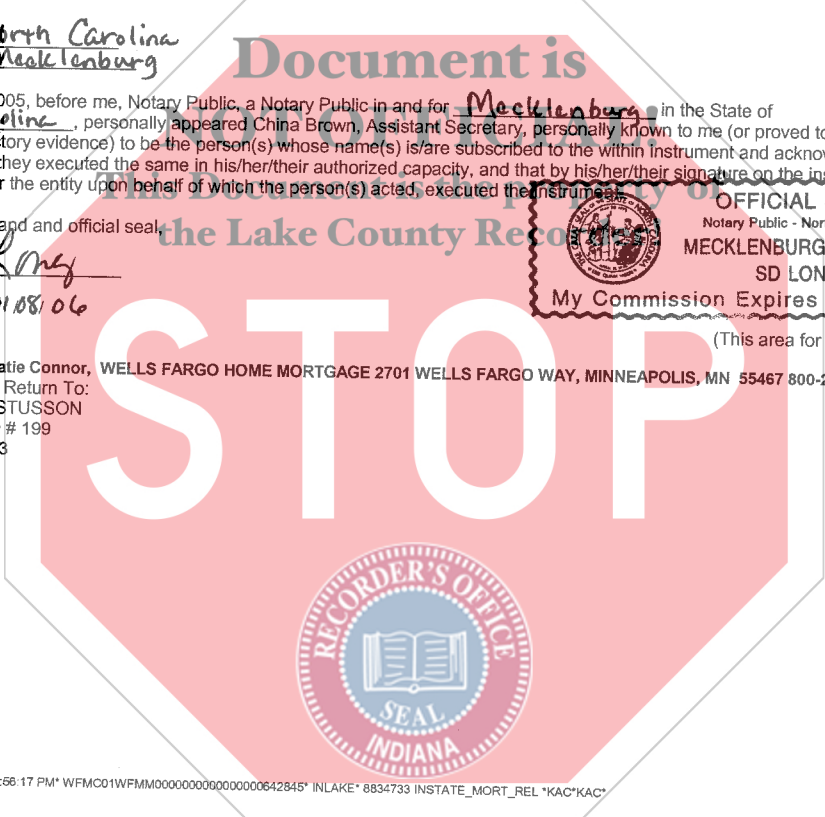 orth Carolina
Mecklenburg
Document is
NOT OFFICIAL!
005, before me, Notary Public, a Notary Public in and for Mecklenburg in the State of
olina, personally appeared China Brown, Assistant Secretary, personally known to me (or proved to
tory evidence) to be the person(s) whose name(s) is/are subscribed to the within instrument and acknow
they executed the same in his/her/their authorized capacity, and that by his/her/their signature on the ins
r the entity upon behalf of which the person(s) acted, executed the instrument.
This Document is the property of
the Lake County Recorder!
and and official seal,
OFFICIAL
Notary Public - Nor
MECKLENBURG
SD LON
My Commission Expires
08/06
(This area for
atie Connor, WELLS FARGO HOME MORTGAGE 2701 WELLS FARGO WAY, MINNEAPOLIS, MN 55467 800-2
Return To:
STUSSON
# 199
3
STOP
RECORDER'S OFFICE
SEAL
INDIANA
:56:17 PM* WFMC01WFMM0000000000000000642845* INLAKE* 8834733 INSTATE_MORT_REL *KAC*KAC*